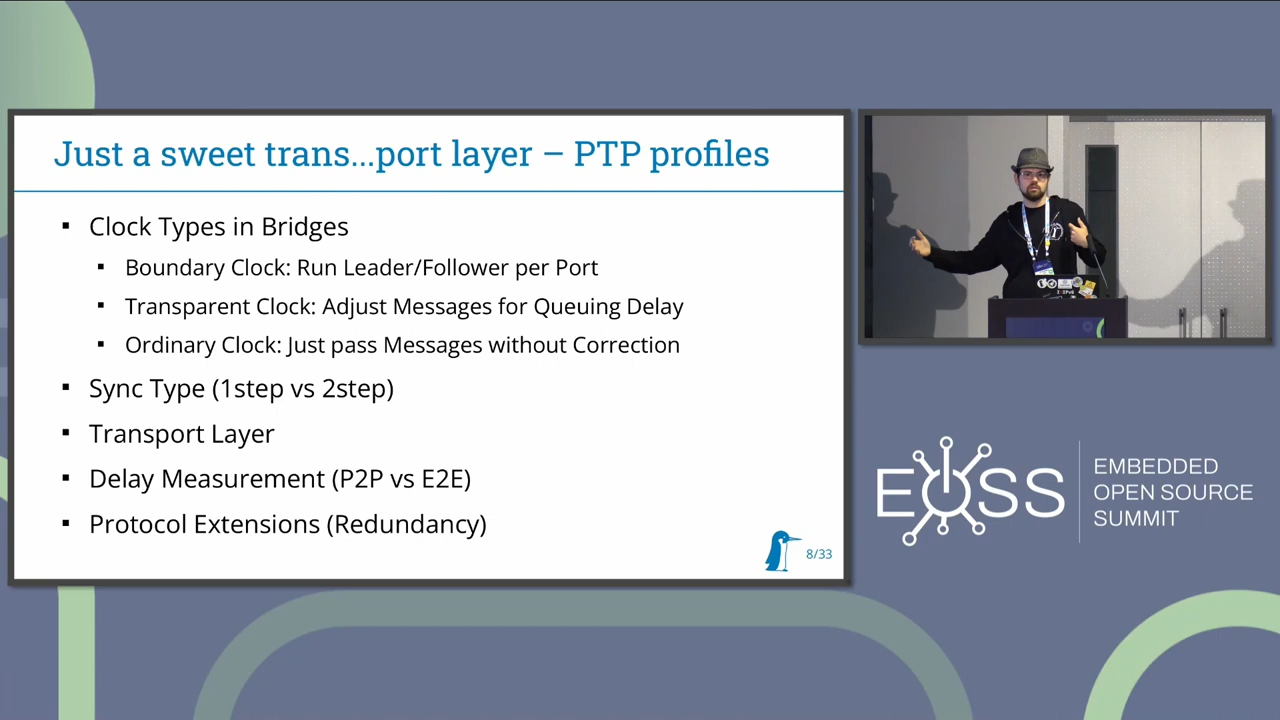 Just a sweet trans...port layer – PTP profiles
▪ Clock Types in Bridges
▪ Boundary Clock: Run Leader/Follower per Port
▪ Transparent Clock: Adjust Messages for Queuing Delay
▪ Ordinary Clock: Just pass Messages without Correction
▪ Sync Type (1step vs 2step)
▪ Transport Layer
▪ Delay Measurement (P2P vs E2E)
▪ Protocol Extensions (Redundancy)
8/33
EOSS
EMBEDDED
OPEN SOURCE
SUMMIT